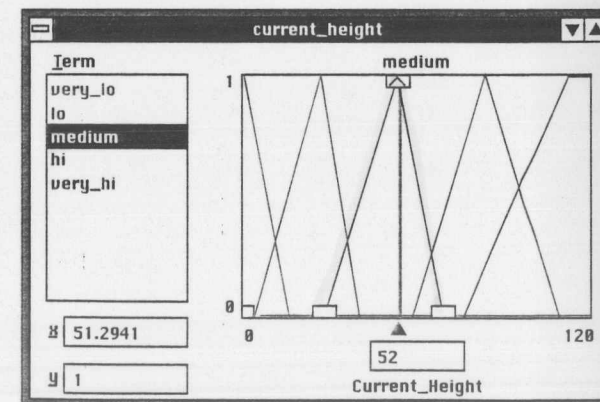 current_height
Term
very_lo
lo
medium
hi
very_hi
medium
1
0
0
120
x 51.2941
y 1
52
Current_Height